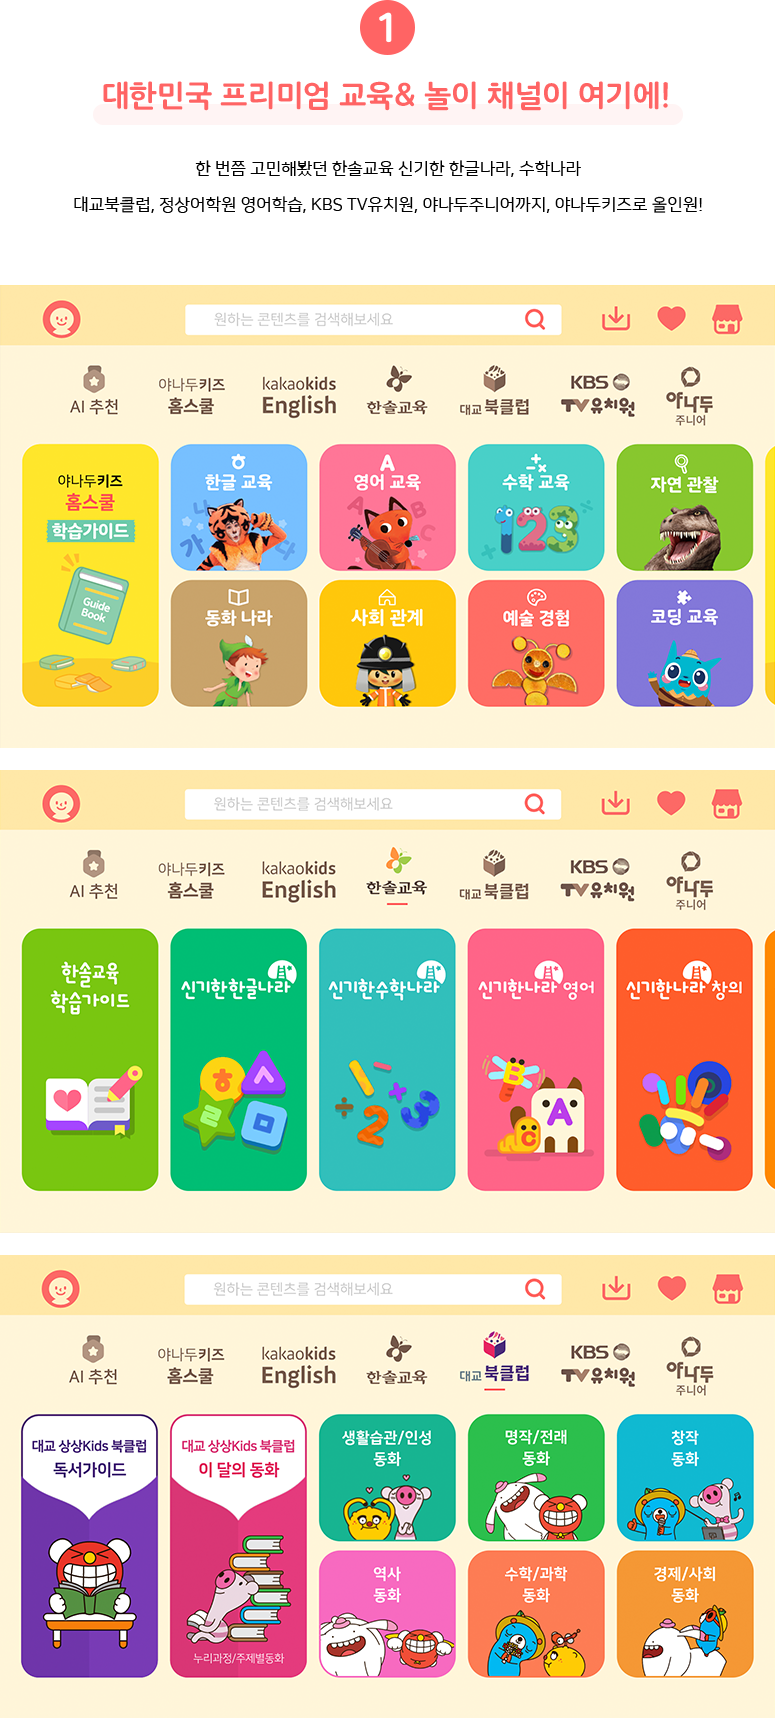 1
대한민국 프리미엄 교육& 놀이 채널이 여기에!
한 번쯤 고민해봤던 한솔교육 신기한 한글나라, 수학나라
대교북클럽, 정상어학원 영어학습, KBS TV유치원, 야나두주니어까지, 야나두키즈로 올인원!
원하는 콘텐츠를 검색해보세요
AI 추천
야나두키즈
홈스쿨
kakaokids
English
한솔교육
대교 북클럽
KBS
TV유치원
야나두
주니어
야나두키즈
홈스쿨
학습가이드
Guide
Book
한글 교육
가 나 다
A
영어 교육
A B C
수학 교육
123
자연 관찰
동화 나라
사회 관계
예술 경험
코딩 교육
원하는 콘텐츠를 검색해보세요
AI 추천
야나두키즈
홈스쿨
kakaokids
English
한솔교육
대교 북클럽
KBS
TV유치원
야나두
주니어
한솔교육
학습가이드
신기한한글나라
ㅎ ㅅ
ㄹ ㅁ
신기한수학나라
1
÷ 2 × 3
신기한나라 영어
B
A
C
신기한나라 창의
원하는 콘텐츠를 검색해보세요
AI 추천
야나두키즈
홈스쿨
kakaokids
English
한솔교육
대교 북클럽
KBS
TV유치원
야나두
주니어
대교 상상Kids 북클럽
독서가이드
대교 상상Kids 북클럽
이 달의 동화
누리과정/주제별동화
생활습관/인성
동화
명작/전래
동화
창작
동화
역사
동화
수학/과학
동화
경제/사회
동화